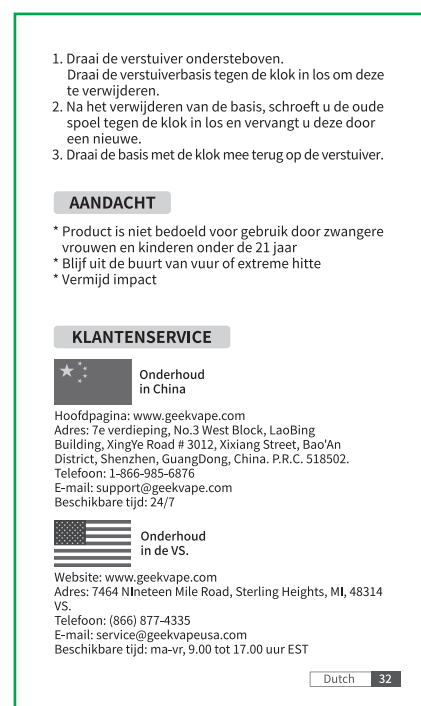 1. Draai de verstuiver ondersteboven.
Draai de verstuiverbasis tegen de klok in los om deze
te verwijderen.
2. Na het verwijderen van de basis, schroeft u de oude
spoel tegen de klok in los en vervangt u deze door
een nieuwe.
3. Draai de basis met de klok mee terug op de verstuiver.
AANDACHT
* Product is niet bedoeld voor gebruik door zwangere
vrouwen en kinderen onder de 21 jaar
* Blijf uit de buurt van vuur of extreme hitte
* Vermijd impact
KLANTENSERVICE
Onderhoud
in China
Hoofdpagina: www.geekvape.com
Adres: 7e verdieping, No.3 West Block, LaoBing
Building, XingYe Road # 3012, Xixiang Street, Bao'An
District, Shenzhen, GuangDong, China. P.R.C. 518502.
Telefoon: 1-866-985-6876
E-mail: support@geekvape.com
Beschikbare tijd: 24/7
Onderhoud
in de VS.
Website: www.geekvape.com
Adres: 7464 NIneteen Mile Road, Sterling Heights, MI, 48314
VS.
Telefoon: (866) 877-4335
E-mail: service@geekvapeusa.com
Beschikbare tijd: ma-vr, 9.00 tot 17.00 uur EST
Dutch 32